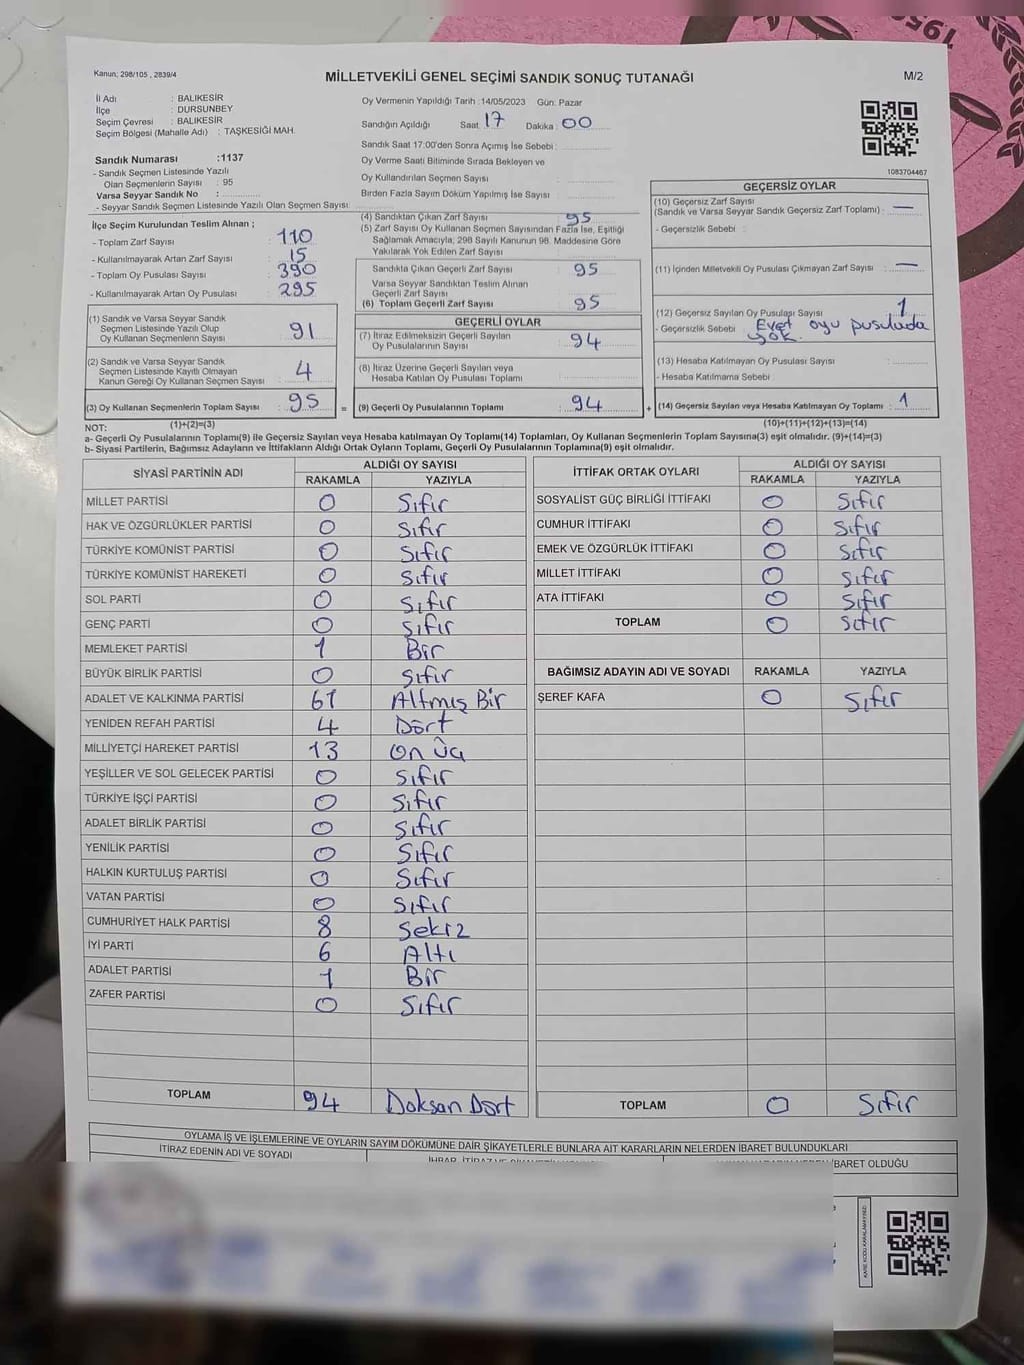 1950
Kanun; 298/105 , 2839/4
MİLLETVEKİLİ GENEL SEÇİMİ SANDIK SONUÇ TUTANAĞI
M/2
İl Adı : BALIKESİR
İlçe : DURSUNBEY
Seçim Çevresi : BALIKESİR
Seçim Bölgesi (Mahalle Adı) : TAŞKESİĞİ MAH.
Sandık Numarası :1137
- Sandık Seçmen Listesinde Yazılı
Olan Seçmenlerin Sayısı : 95
Varsa Seyyar Sandık No :
- Seyyar Sandık Seçmen Listesinde Yazılı Olan Seçmen Sayısı:
Oy Vermenin Yapıldığı Tarih :14/05/2023 Gün: Pazar
Sandığın Açıldığı Saat 17 Dakika : 00
Sandık Saat 17:00'den Sonra Açımış İse Sebebi :
Oy Verme Saati Bitiminde Sırada Bekleyen ve
Oy Kullandırılan Seçmen Sayısı :
Birden Fazla Sayım Döküm Yapılmış İse Sayısı :
1083704467
İlçe Seçim Kurulundan Teslim Alınan ;
- Toplam Zarf Sayısı : 110
- Kullanılmayarak Artan Zarf Sayısı : 15
- Toplam Oy Pusulası Sayısı : 390
- Kullanılmayarak Artan Oy Pusulası : 295
(1) Sandık ve Varsa Seyyar Sandık
Seçmen Listesinde Yazılı Olup
Oy Kullanan Seçmenlerin Sayısı : 91
(2) Sandık ve Varsa Seyyar Sandık
Seçmen Listesinde Kayıtlı Olmayan
Kanun Gereği Oy Kullanan Seçmen Sayısı : 4
(3) Oy Kullanan Seçmenlerin Toplam Sayısı : 95
(1)+(2)=(3)
(4) Sandıktan Çıkan Zarf Sayısı : 95
(5) Zarf Sayısı Oy Kullanan Seçmen Sayısından Fazla İse, Eşitliği
Sağlamak Amacıyla, 298 Sayılı Kanunun 98. Maddesine Göre
Yakılarak Yok Edilen Zarf Sayısı :
Sandıkta Çıkan Geçerli Zarf Sayısı : 95
Varsa Seyyar Sandıktan Teslim Alınan
Geçerli Zarf Sayısı :
(6) Toplam Geçerli Zarf Sayısı : 95
GEÇERLİ OYLAR
(7) İtiraz Edilmeksizin Geçerli Sayılan
Oy Pusulalarının Sayısı : 94
(8) İtiraz Üzerine Geçerli Sayılan veya
Hesaba Katılan Oy Pusulası Toplamı :
= (9) Geçerli Oy Pusulalarının Toplamı : 94
GEÇERSİZ OYLAR
(10) Geçersiz Zarf Sayısı
(Sandık ve Varsa Seyyar Sandık Geçersiz Zarf Toplamı) : —
- Geçersizlik Sebebi :
(11) İçinden Milletvekili Oy Pusulası Çıkmayan Zarf Sayısı : —
(12) Geçersiz Sayılan Oy Pusulası Sayısı : 1
- Geçersizlik Sebebi : Evet oyu pusulada
yok.
(13) Hesaba Katılmayan Oy Pusulası Sayısı :
- Hesaba Katılmama Sebebi :
+ (14) Geçersiz Sayılan veya Hesaba Katılmayan Oy Toplamı : 1
(10)+(11)+(12)+(13)=(14)
NOT:
a- Geçerli Oy Pusulalarının Toplamı(9) ile Geçersiz Sayılan veya Hesaba katılmayan Oy Toplamı(14) Toplamları, Oy Kullanan Seçmenlerin Toplam Sayısına(3) eşit olmalıdır. (9)+(14)=(3)
b- Siyasi Partilerin, Bağımsız Adayların ve İttifakların Aldığı Ortak Oyların Toplamı, Geçerli Oy Pusulalarının Toplamına(9) eşit olmalıdır.
SİYASİ PARTİNİN ADI ALDIĞI OY SAYISI
RAKAMLA YAZIYLA
MİLLET PARTİSİ 0 Sıfır
HAK VE ÖZGÜRLÜKLER PARTİSİ 0 Sıfır
TÜRKİYE KOMÜNİST PARTİSİ 0 Sıfır
TÜRKİYE KOMÜNİST HAREKETİ 0 Sıfır
SOL PARTİ 0 Sıfır
GENÇ PARTİ 0 Sıfır
MEMLEKET PARTİSİ 1 Bir
BÜYÜK BİRLİK PARTİSİ 0 Sıfır
ADALET VE KALKINMA PARTİSİ 61 Altmış Bir
YENİDEN REFAH PARTİSİ 4 Dört
MİLLİYETÇİ HAREKET PARTİSİ 13 on üç
YEŞİLLER VE SOL GELECEK PARTİSİ 0 Sıfır
TÜRKİYE İŞÇİ PARTİSİ 0 Sıfır
ADALET BİRLİK PARTİSİ 0 Sıfır
YENİLİK PARTİSİ 0 Sıfır
HALKIN KURTULUŞ PARTİSİ 0 Sıfır
VATAN PARTİSİ 0 Sıfır
CUMHURİYET HALK PARTİSİ 8 Sekiz
İYİ PARTİ 6 Altı
ADALET PARTİSİ 1 Bir
ZAFER PARTİSİ 0 Sıfır
TOPLAM 94 Doksan Dört
İTTİFAK ORTAK OYLARI ALDIĞI OY SAYISI
RAKAMLA YAZIYLA
SOSYALİST GÜÇ BİRLİĞİ İTTİFAKI 0 Sıfır
CUMHUR İTTİFAKI 0 Sıfır
EMEK VE ÖZGÜRLÜK İTTİFAKI 0 Sıfır
MİLLET İTTİFAKI 0 Sıfır
ATA İTTİFAKI 0 Sıfır
TOPLAM 0 Sıfır
BAĞIMSIZ ADAYIN ADI VE SOYADI RAKAMLA YAZIYLA
ŞEREF KAFA 0 Sıfır
TOPLAM 0 Sıfır
OYLAMA İŞ VE İŞLEMLERİNE VE OYLARIN SAYIM DÖKÜMÜNE DAİR ŞİKAYETLERLE BUNLARA AİT KARARLARIN NELERDEN İBARET BULUNDUKLARI
İTİRAZ EDENİN ADI VE SOYADI
İBARET OLDUĞU